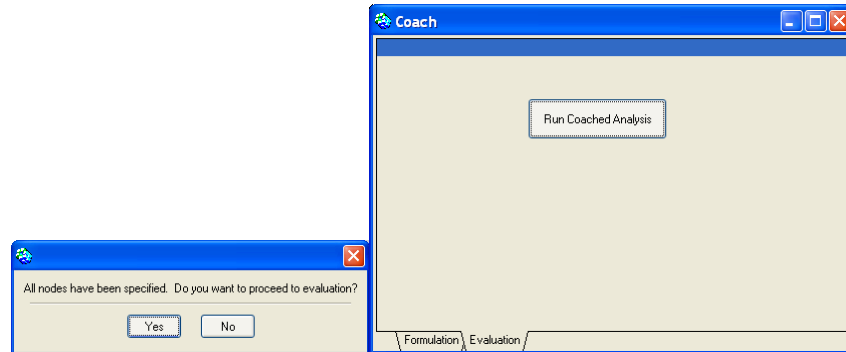 Coach
Run Coached Analysis
All nodes have been specified. Do you want to proceed to evaluation?
Yes
No
Formulation
Evaluation